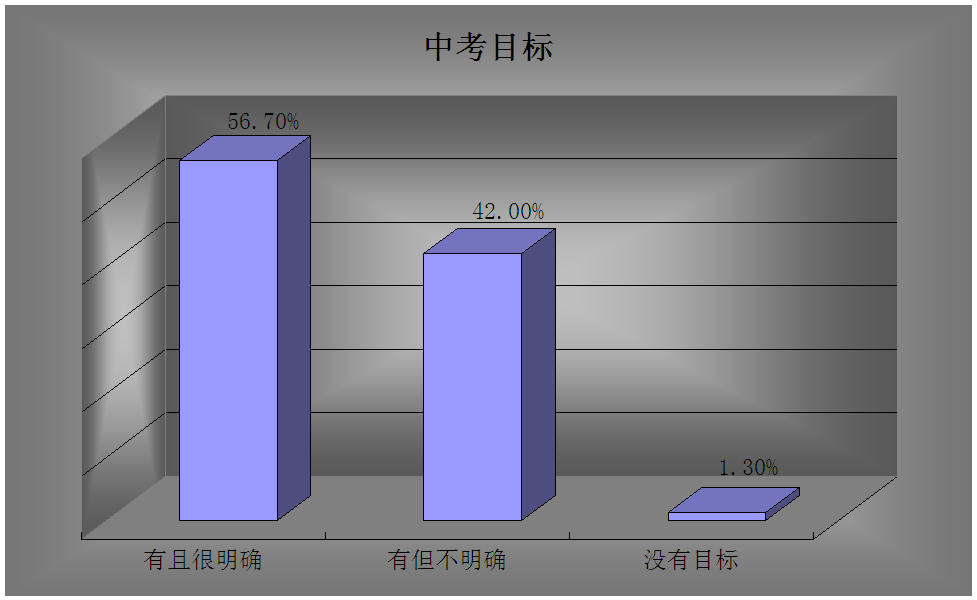 中考目标
56.70%
42.00%
1.30%
有且很明确
有但不明确
没有目标